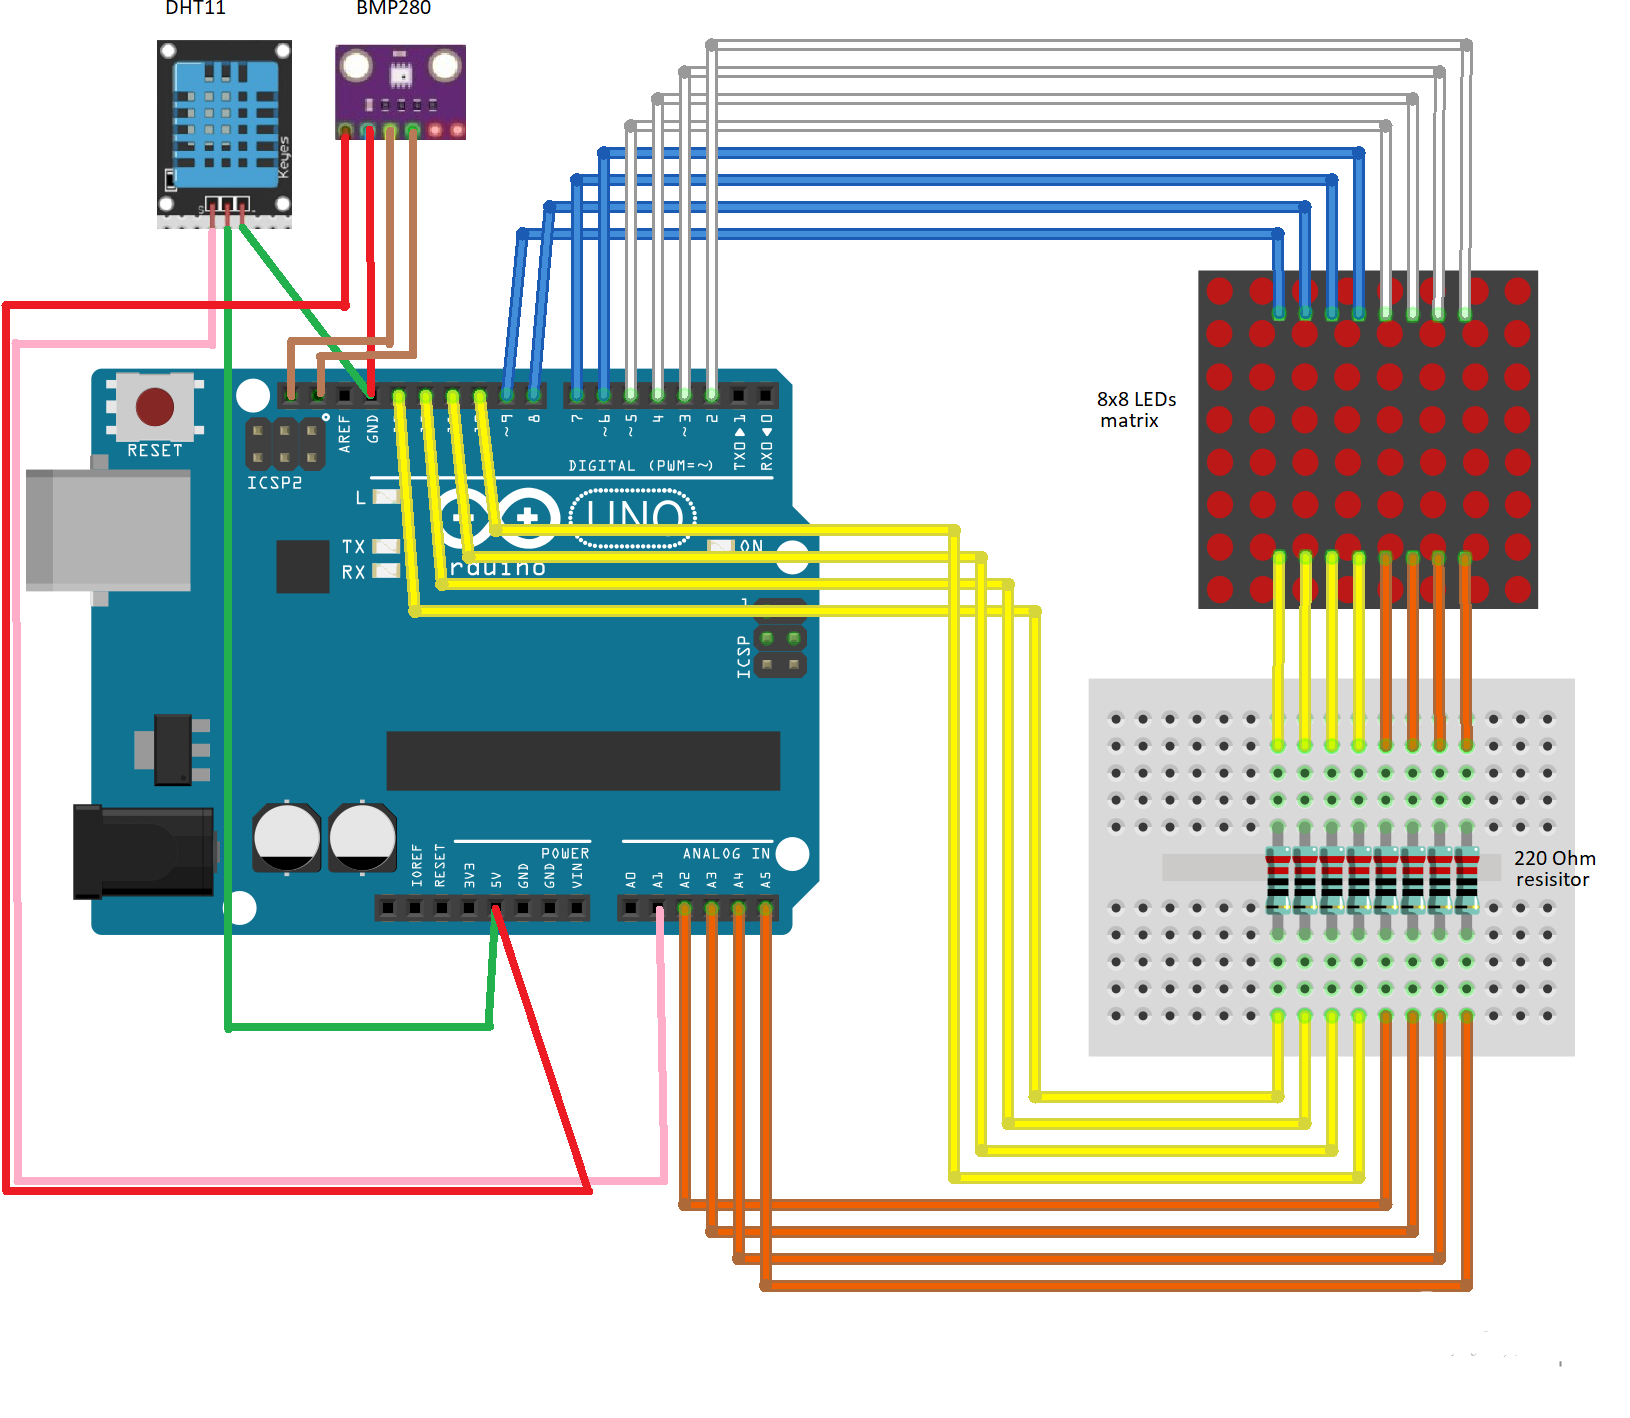 DHT11
BMP280
Keyes
S
-
RESET
ICSP2
AREF
GND
~9
8
7
~6
~5
4
~3
2
TX0▶1
RX0◀0
DIGITAL (PWM=~)
L
TX
RX
UNO
ON
rduino
1
ICSP
8x8 LEDs
matrix
220 Ohm
resisitor
IOREF
RESET
3V3
5V
GND
GND
VIN
POWER
ANALOG IN
A0
A1
A2
A3
A4
A5